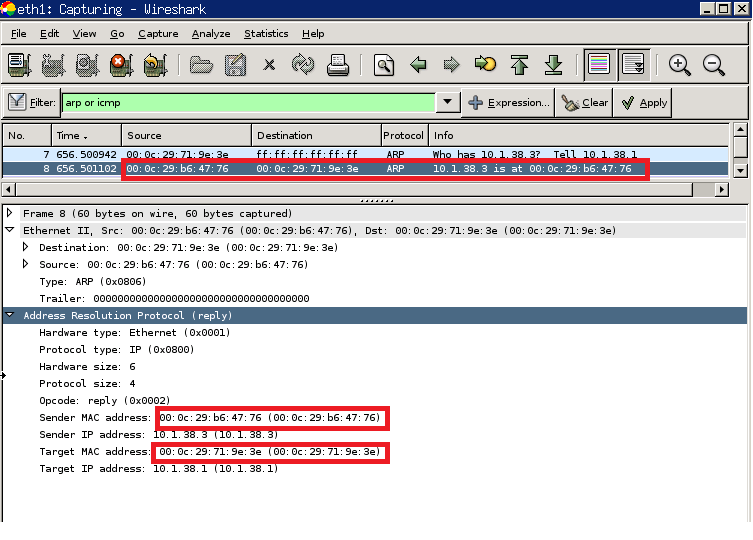 eth1: Capturing - Wireshark
File Edit View Go Capture Analyze Statistics Help
Filter: arp or icmp Expression... Clear Apply
No. Time Source Destination Protocol Info
7 656.500942 00:0c:29:71:9e:3e ff:ff:ff:ff:ff:ff ARP Who has 10.1.38.3? Tell 10.1.38.1
8 656.501102 00:0c:29:b6:47:76 00:0c:29:71:9e:3e ARP 10.1.38.3 is at 00:0c:29:b6:47:76
Frame 8 (60 bytes on wire, 60 bytes captured)
Ethernet II, Src: 00:0c:29:b6:47:76 (00:0c:29:b6:47:76), Dst: 00:0c:29:71:9e:3e (00:0c:29:71:9e:3e)
Destination: 00:0c:29:71:9e:3e (00:0c:29:71:9e:3e)
Source: 00:0c:29:b6:47:76 (00:0c:29:b6:47:76)
Type: ARP (0x0806)
Trailer: 000000000000000000000000000000000000
Address Resolution Protocol (reply)
Hardware type: Ethernet (0x0001)
Protocol type: IP (0x0800)
Hardware size: 6
Protocol size: 4
Opcode: reply (0x0002)
Sender MAC address: 00:0c:29:b6:47:76 (00:0c:29:b6:47:76)
Sender IP address: 10.1.38.3 (10.1.38.3)
Target MAC address: 00:0c:29:71:9e:3e (00:0c:29:71:9e:3e)
Target IP address: 10.1.38.1 (10.1.38.1)